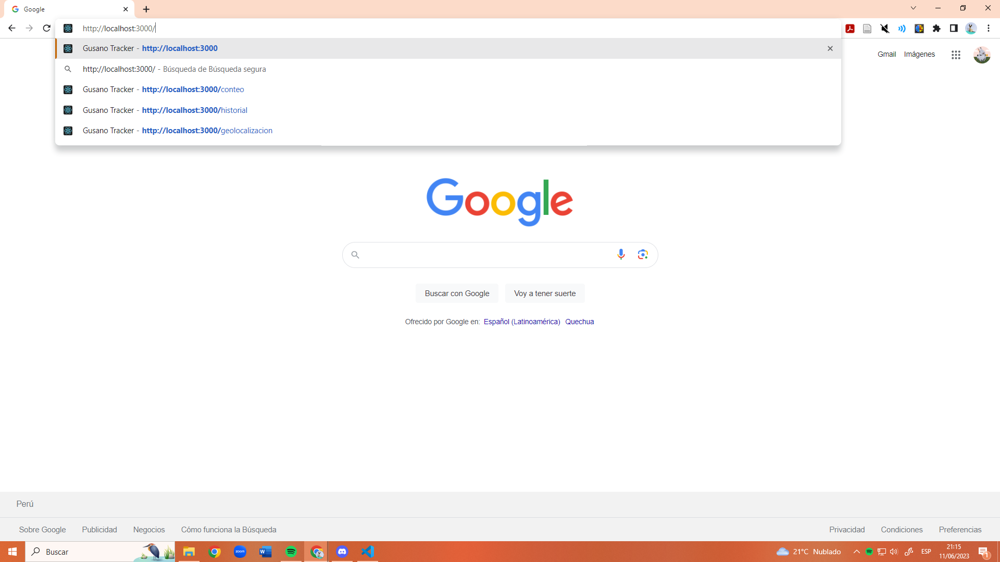 Google
http://localhost:3000/
Gusano Tracker - http://localhost:3000
http://localhost:3000/ - Búsqueda de Búsqueda segura
Gusano Tracker - http://localhost:3000/conteo
Gusano Tracker - http://localhost:3000/historial
Gusano Tracker - http://localhost:3000/geolocalizacion
Gmail Imágenes
Google
Buscar con Google Voy a tener suerte
Ofrecido por Google en: Español (Latinoamérica) Quechua
Perú
Sobre Google Publicidad Negocios Cómo funciona la Búsqueda Privacidad Condiciones Preferencias
Buscar zoom W 21°C Nublado ESP 21:15
11/06/2023 1